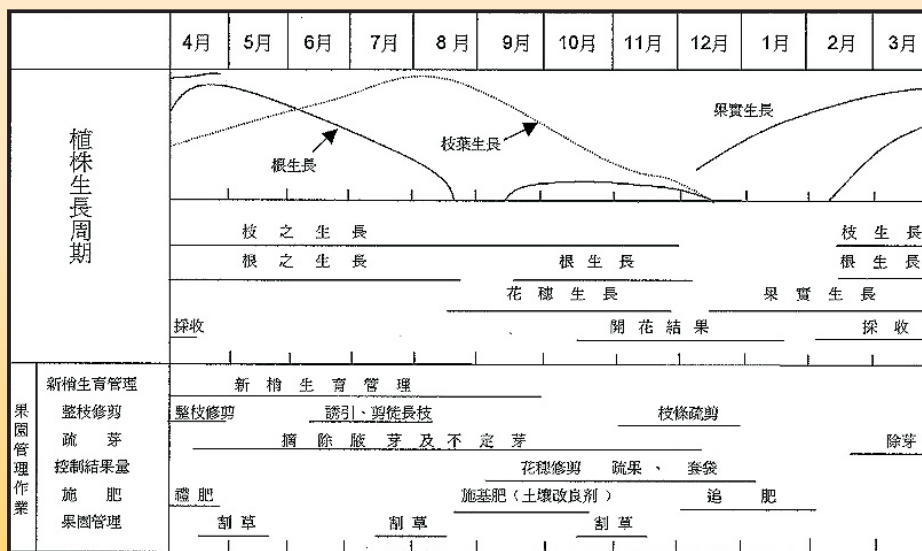 4月 5月 6月 7月 8月 9月 10月 11月 12月 1月 2月 3月
植株生長周期
果實生長
枝葉生長
根生長
枝之生長 枝生長
根之生長 根生長 根生長
花穗生長 果實生長
採收 開花結果 採收
果園管理作業
新梢生育管理 新梢生育管理
整枝修剪 整枝修剪 誘引、剪徒長枝 枝條疏剪
疏芽 摘除腋芽及不定芽 除芽
控制結果量 花穗修剪 疏果、套袋
施肥 禮肥 施基肥(土壤改良劑) 追肥
果園管理 割草 割草 割草